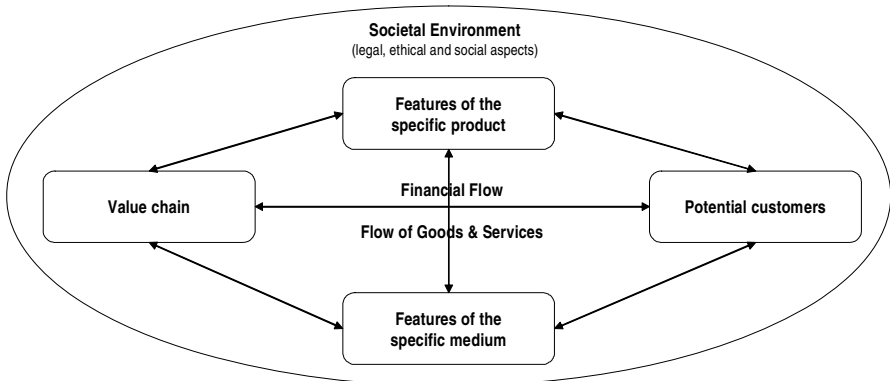 Societal Environment
(legal, ethical and social aspects)
Features of the
specific product
Financial Flow
Value chain
Potential customers
Flow of Goods & Services
Features of the
specific medium